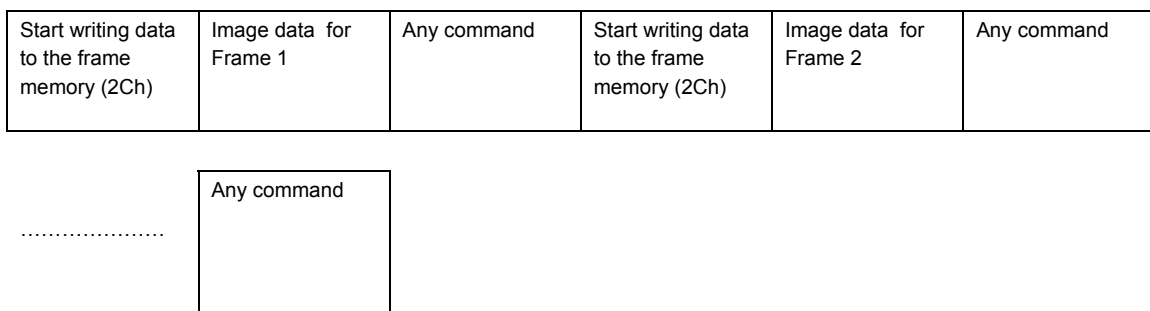 Start writing data
to the frame
memory (2Ch)
Image data for
Frame 1
Any command
Start writing data
to the frame
memory (2Ch)
Image data for
Frame 2
Any command
…………………
Any command